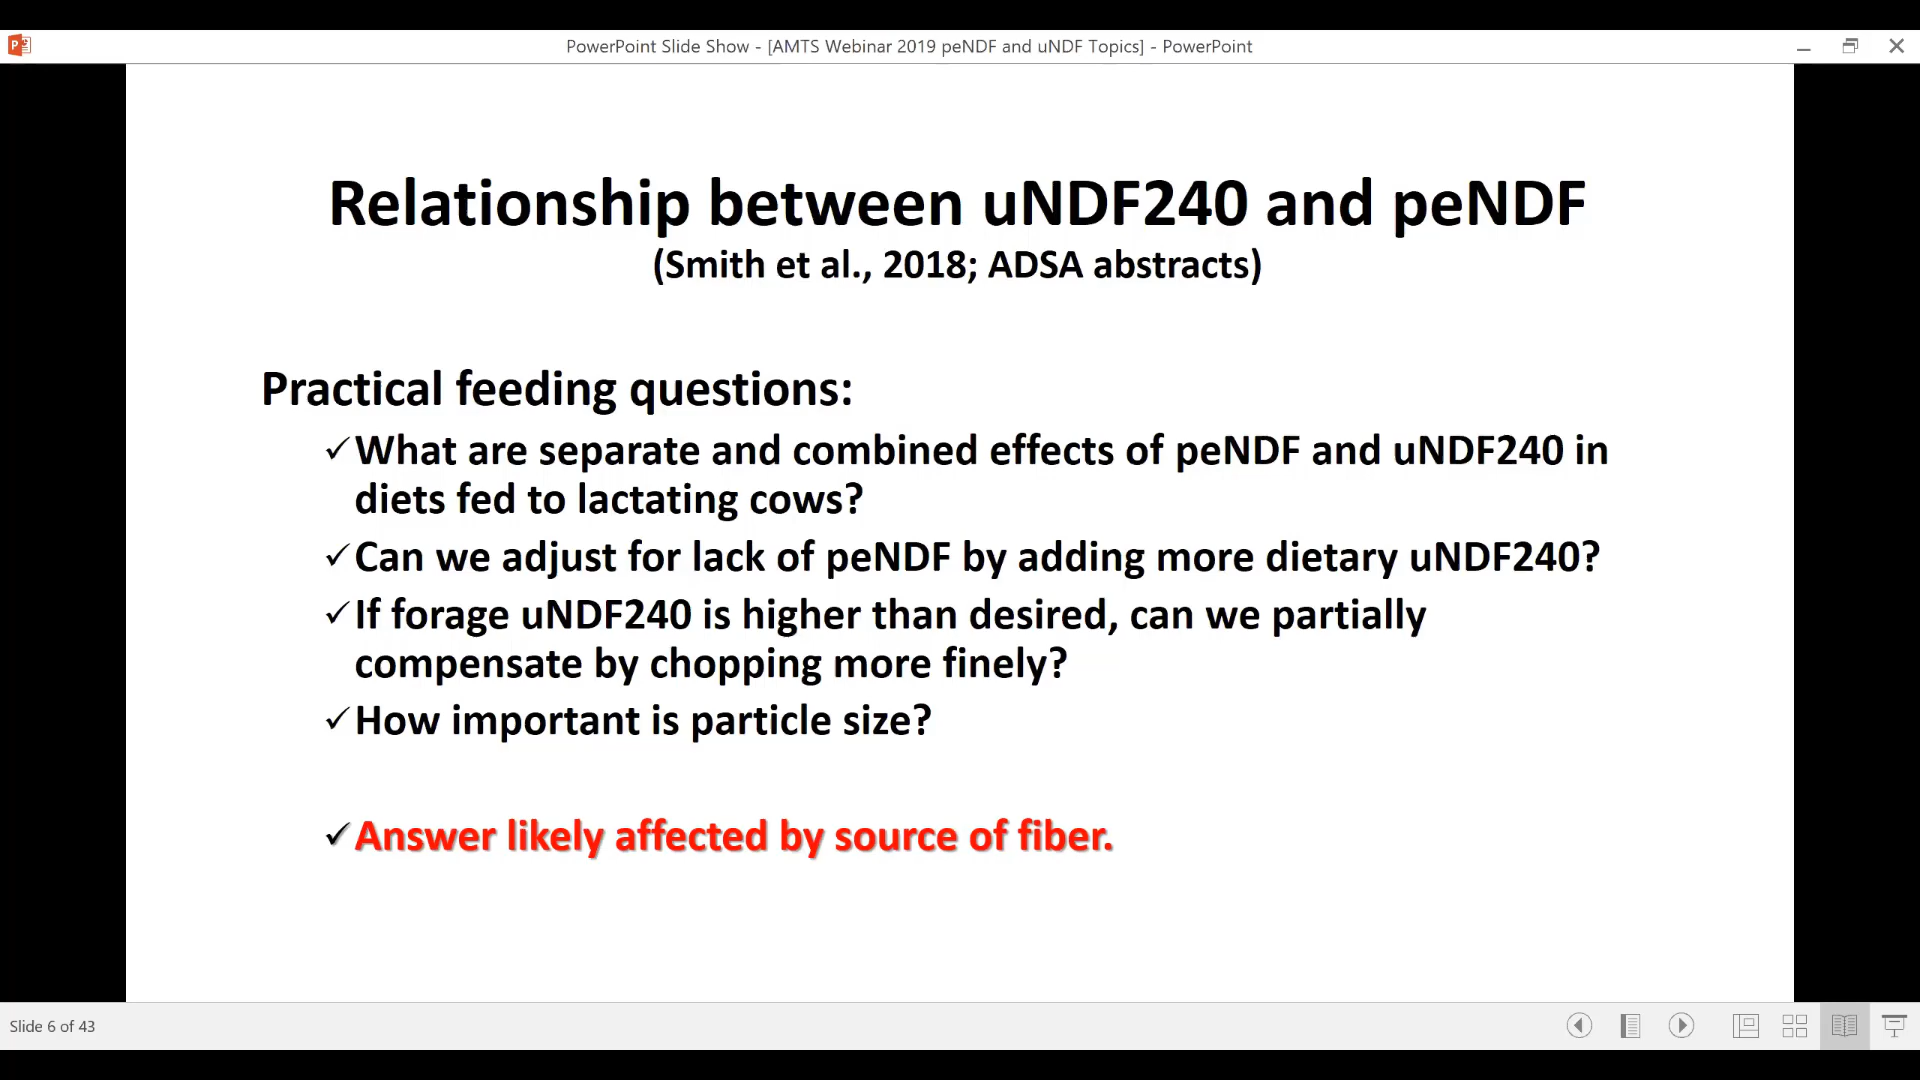 PowerPoint Slide Show - [AMTS Webinar 2019 peNDF and uNDF Topics] - PowerPoint
Relationship between uNDF240 and peNDF
(Smith et al., 2018; ADSA abstracts)
Practical feeding questions:
✓What are separate and combined effects of peNDF and uNDF240 in
diets fed to lactating cows?
✓Can we adjust for lack of peNDF by adding more dietary uNDF240?
✓If forage uNDF240 is higher than desired, can we partially
compensate by chopping more finely?
✓How important is particle size?
✓Answer likely affected by source of fiber.
Slide 6 of 43